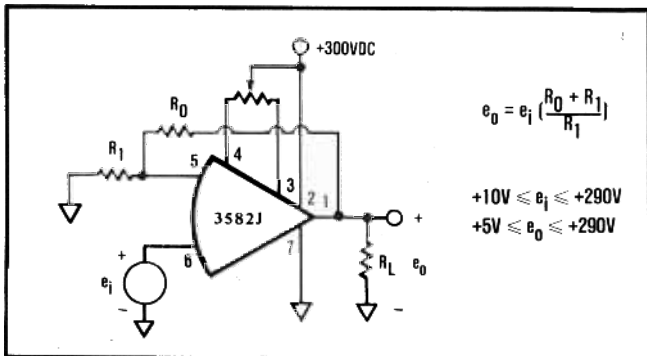 +300VDC
R0
R1
4
5
3
2 1
3582J
7
6
+
ei
−
+
RL eo
−
eo = ei (R0 + R1 / R1)
+10V ≤ ei ≤ +290V
+5V ≤ eo ≤ +290V